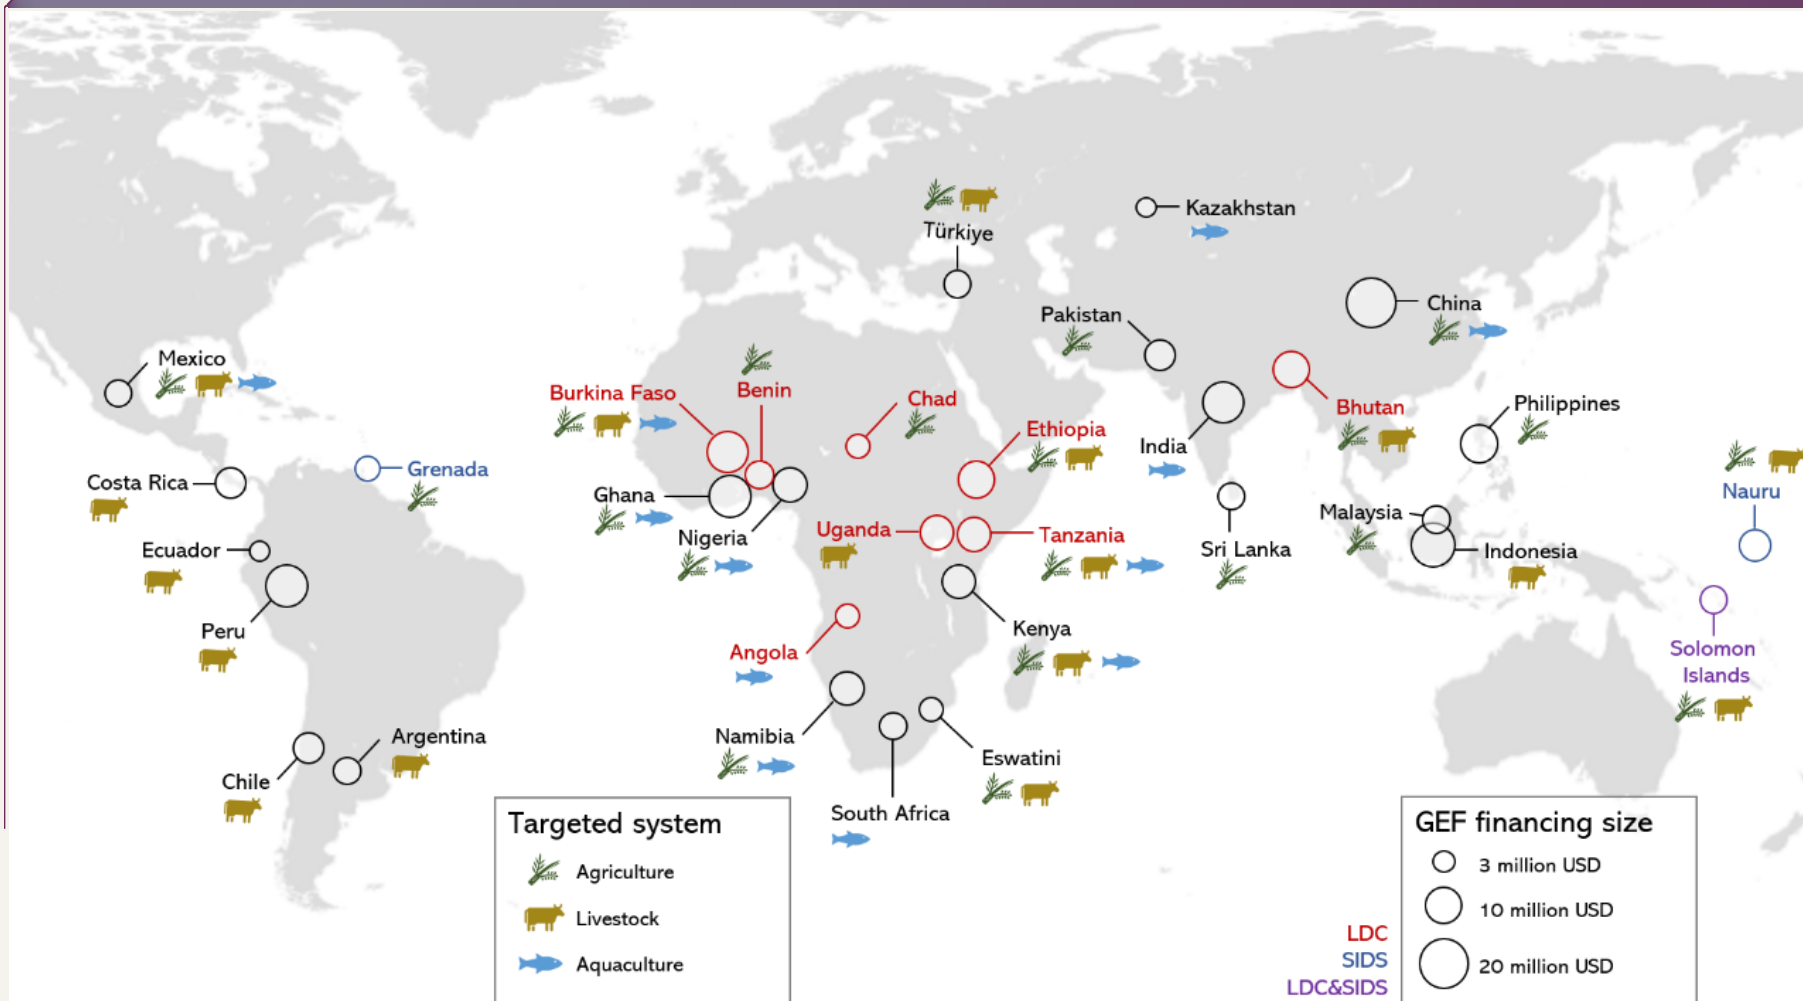 Türkiye
Kazakhstan
China
Pakistan
Mexico
Burkina Faso
Benin
Chad
Ethiopia
India
Bhutan
Philippines
Costa Rica
Grenada
Ghana
Nigeria
Uganda
Tanzania
Sri Lanka
Malaysia
Indonesia
Nauru
Ecuador
Peru
Angola
Kenya
Solomon
Islands
Chile
Argentina
Namibia
South Africa
Eswatini
Targeted system
Agriculture
Livestock
Aquaculture
LDC
SIDS
LDC&SIDS
GEF financing size
3 million USD
10 million USD
20 million USD